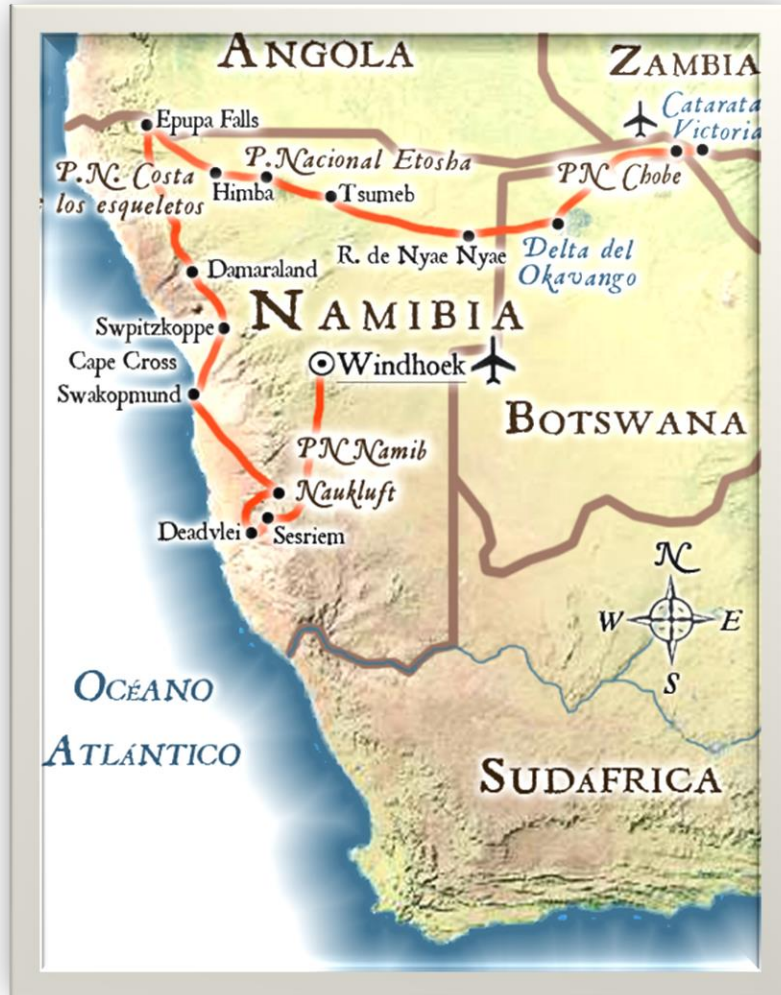 ANGOLA
ZAMBIA
Catarata
Victoria
Epupa Falls
P.N. Costa
los esqueletos
Himba
P.Nacional Etosha
Tsumeb
PN Chobe
R. de Nyae Nyae
Delta del
Okavango
Damaraland
NAMIBIA
Swpitzkoppe
Cape Cross
Swakopmund
Windhoek
BOTSWANA
PN Namib
Naukluft
Deadvlei
Sesriem
N
W
E
S
OCÉANO
ATLÁNTICO
SUDÁFRICA